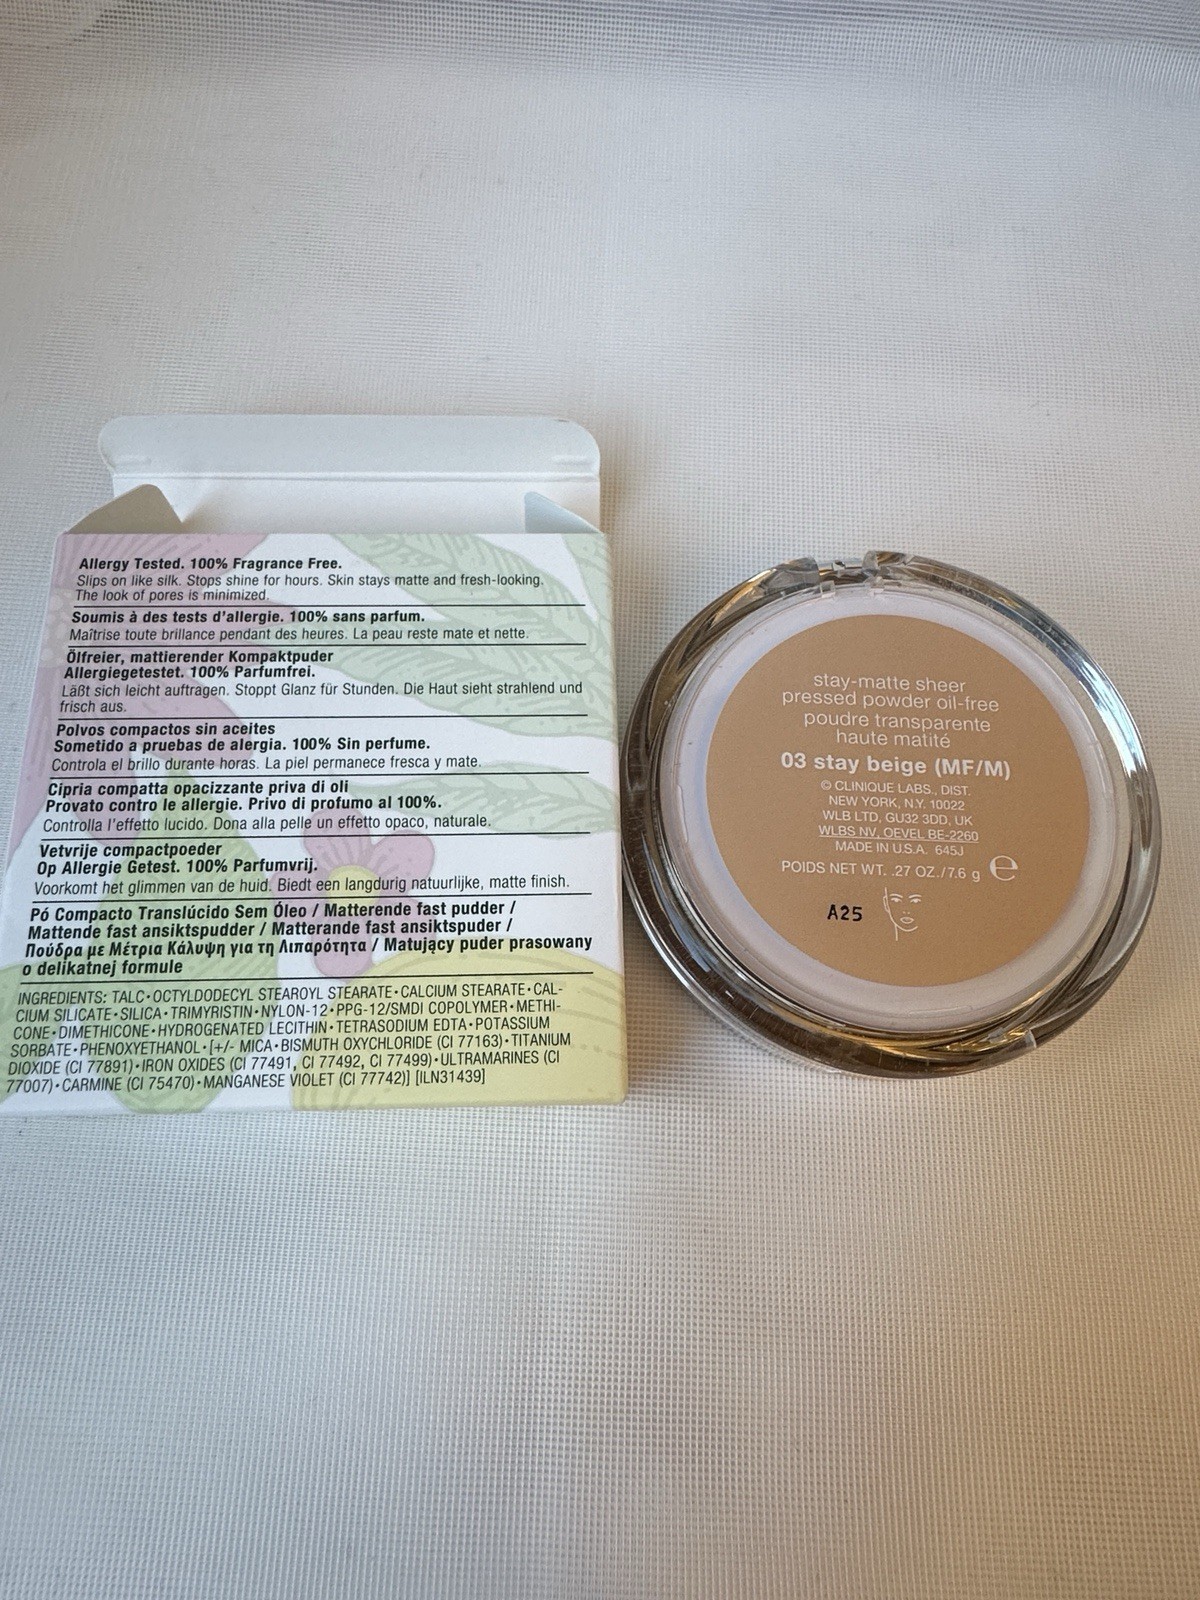 Allergy Tested. 100% Fragrance Free.
Slips on like silk. Stops shine for hours. Skin stays matte and fresh-looking.
The look of pores is minimized.
Soumis à des tests d'allergie. 100% sans parfum.
Maîtrise toute brillance pendant des heures. La peau reste mate et nette.
Ölfreier, mattierender Kompaktpuder
Allergiegetestet. 100% Parfumfrei.
Läßt sich leicht auftragen. Stoppt Glanz für Stunden. Die Haut sieht strahlend und
frisch aus.
Polvos compactos sin aceites
Sometido a pruebas de alergia. 100% Sin perfume.
Controla el brillo durante horas. La piel permanece fresca y mate.
Cipria compatta opacizzante priva di oli
Provato contro le allergie. Privo di profumo al 100%.
Controlla l'effetto lucido. Dona alla pelle un effetto opaco, naturale.
Vetvrije compactpoeder
Op Allergie Getest. 100% Parfumvrij.
Voorkomt het glimmen van de huid. Biedt een langdurig natuurlijke, matte finish.
Pó Compacto Translúcido Sem Óleo / Matterende fast pudder /
Mattende fast ansiktspudder / Matterande fast ansiktspuder /
Πούδρα με Μέτρια Κάλυψη για τη Λιπαρότητα / Matujący puder prasowany
o delikatnej formule
INGREDIENTS: TALC•OCTYLDODECYL STEAROYL STEARATE•CALCIUM STEARATE•CAL-
CIUM SILICATE•SILICA•TRIMYRISTIN•NYLON-12•PPG-12/SMDI COPOLYMER•METHI-
CONE•DIMETHICONE•HYDROGENATED LECITHIN•TETRASODIUM EDTA•POTASSIUM
SORBATE•PHENOXYETHANOL•[+/- MICA•BISMUTH OXYCHLORIDE (CI 77163)•TITANIUM
DIOXIDE (CI 77891)•IRON OXIDES (CI 77491, CI 77492, CI 77499)•ULTRAMARINES (CI
77007)•CARMINE (CI 75470)•MANGANESE VIOLET (CI 77742)] [ILN31439]
stay-matte sheer
pressed powder oil-free
poudre transparente
haute matité
03 stay beige (MF/M)
© CLINIQUE LABS., DIST.
NEW YORK, N.Y. 10022
WLB LTD, GU32 3DD, UK
WLBS NV, OEVEL BE-2260
MADE IN U.S.A. 645J
POIDS NET WT. .27 OZ./7.6 g ℮
A25